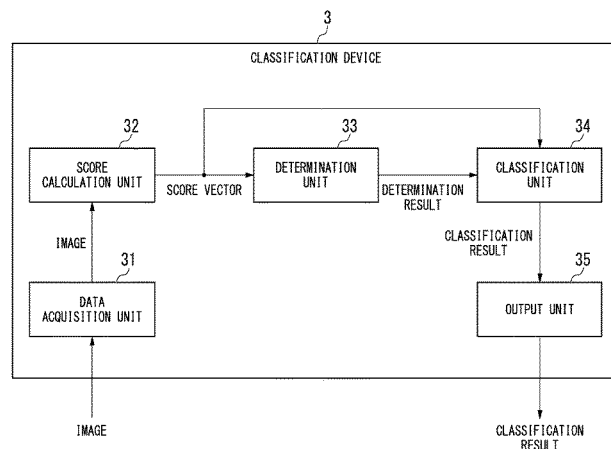 3
CLASSIFICATION DEVICE
32
33
34
SCORE
CALCULATION UNIT
SCORE VECTOR
DETERMINATION
UNIT
DETERMINATION
RESULT
CLASSIFICATION
UNIT
IMAGE
CLASSIFICATION
RESULT
31
35
DATA
ACQUISITION UNIT
OUTPUT UNIT
IMAGE
CLASSIFICATION
RESULT